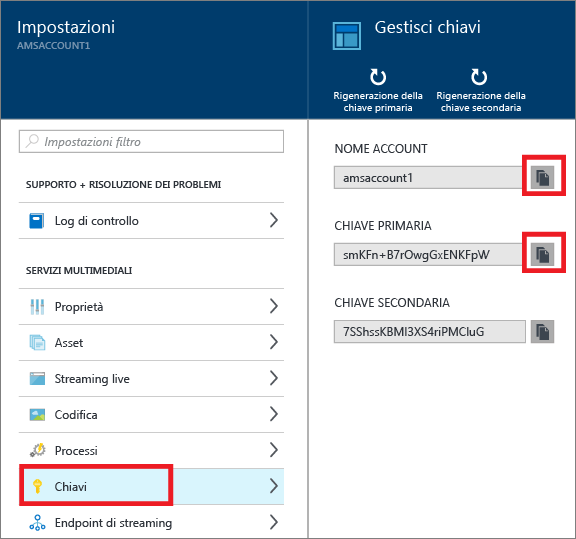 Impostazioni
AMSACCOUNT1
Impostazioni filtro
SUPPORTO + RISOLUZIONE DEI PROBLEMI
Log di controllo
SERVIZI MULTIMEDIALI
Proprietà
Asset
Streaming live
Codifica
Processi
Chiavi
Endpoint di streaming
Gestisci chiavi
Rigenerazione della
chiave primaria
Rigenerazione della
chiave secondaria
NOME ACCOUNT
amsaccount1
CHIAVE PRIMARIA
smKFn+B7rOwgGxENKFpW
CHIAVE SECONDARIA
7SShssKBMI3XS4riPMCluG